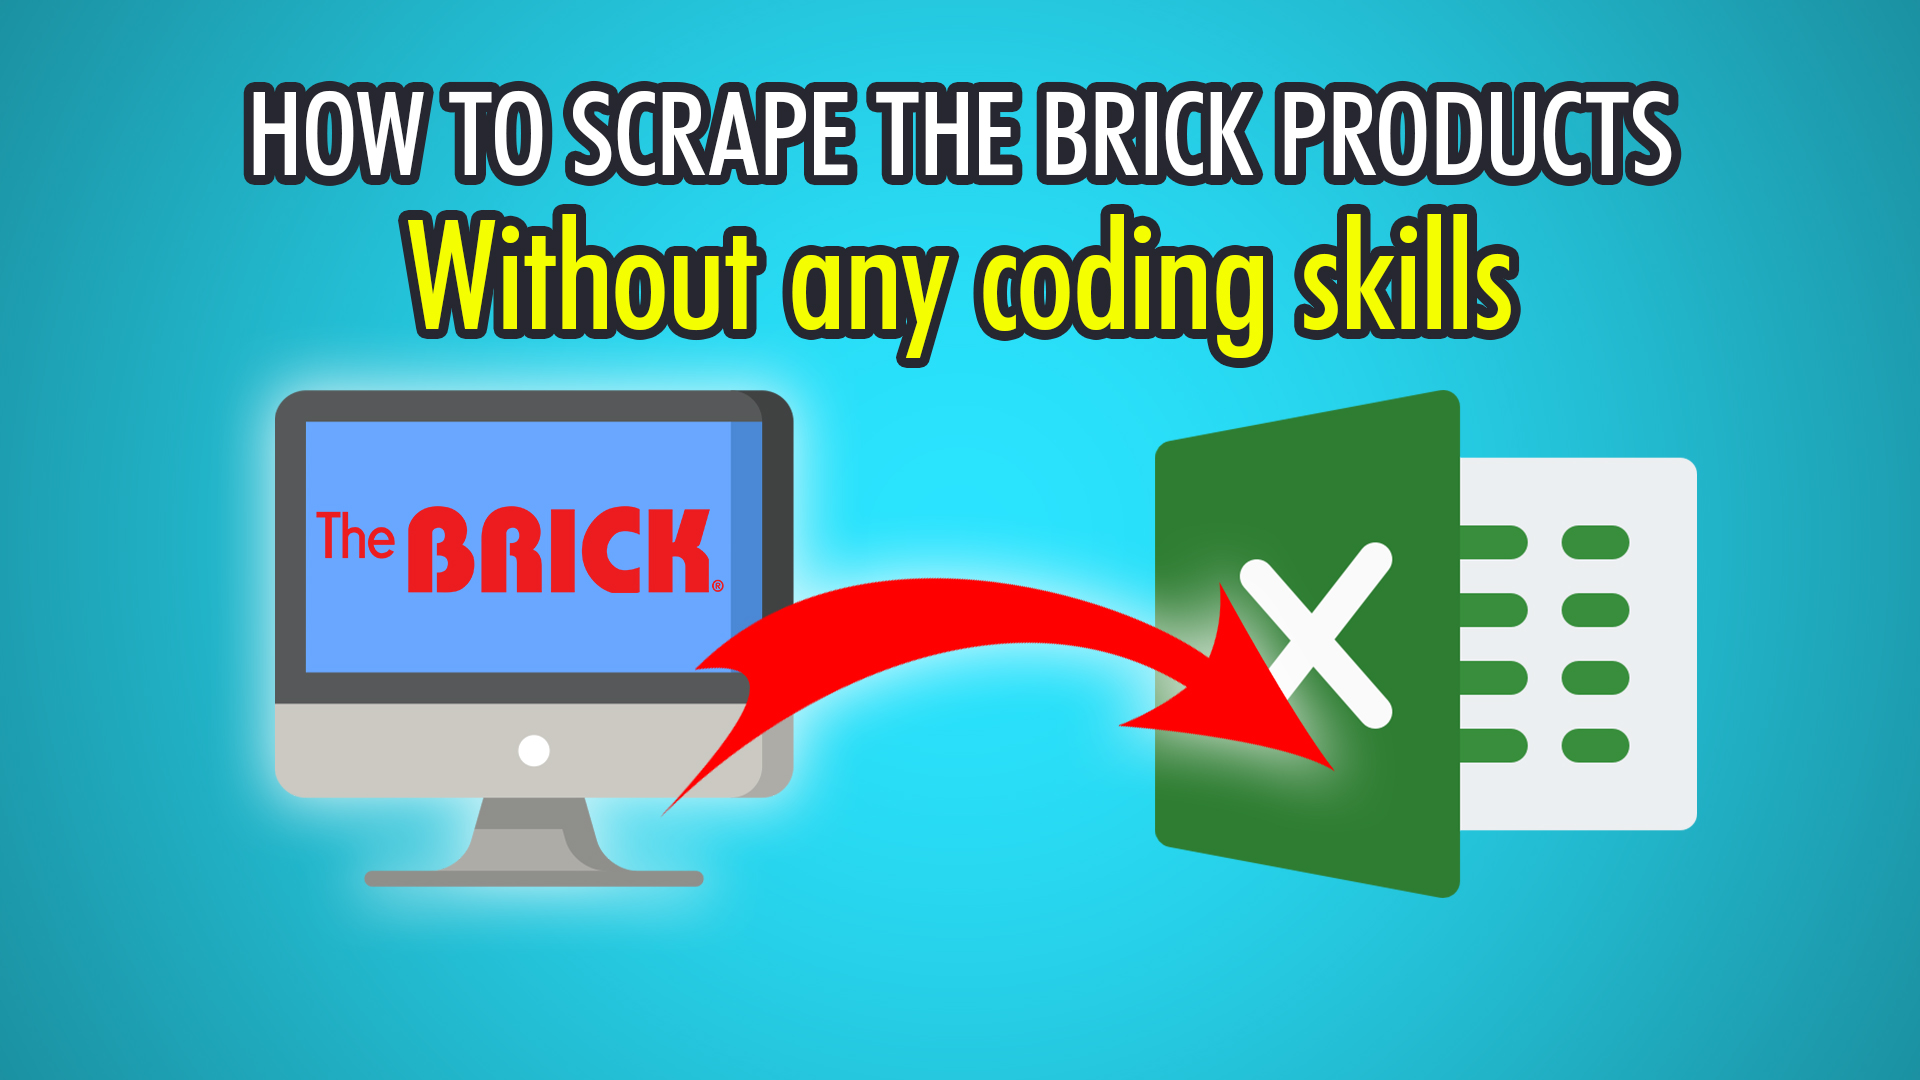 HOW TO SCRAPE THE BRICK PRODUCTS
Without any coding skills
The BRICK®
X